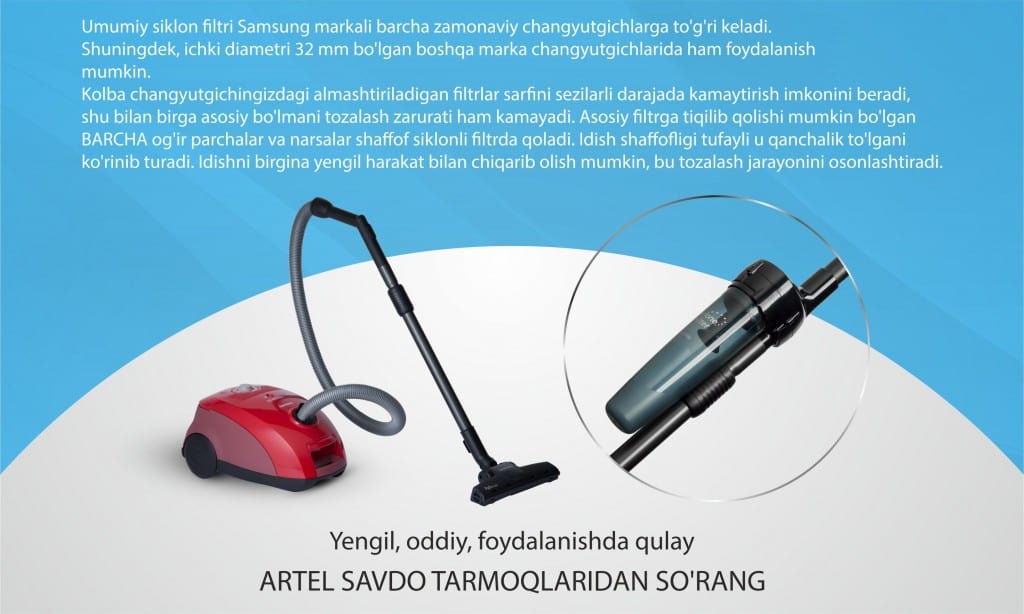 Umumiy siklon filtri Samsung markali barcha zamonaviy changyutgichlarga to'g'ri keladi.
Shuningdek, ichki diametri 32 mm bo'lgan boshqa marka changyutgichlarida ham foydalanish
mumkin.
Kolba changyutgichingizdagi almashtiriladigan filtrlar sarfini sezilarli darajada kamaytirish imkonini beradi,
shu bilan birga asosiy bo'lmani tozalash zarurati ham kamayadi. Asosiy filtrga tiqilib qolishi mumkin bo'lgan
BARCHA og'ir parchalar va narsalar shaffof siklonli filtrda qoladi. Idish shaffofligi tufayli u qanchalik to'lgani
ko'rinib turadi. Idishni birgina yengil harakat bilan chiqarib olish mumkin, bu tozalash jarayonini osonlashtiradi.
Yengil, oddiy, foydalanishda qulay
ARTEL SAVDO TARMOQLARIDAN SO'RANG